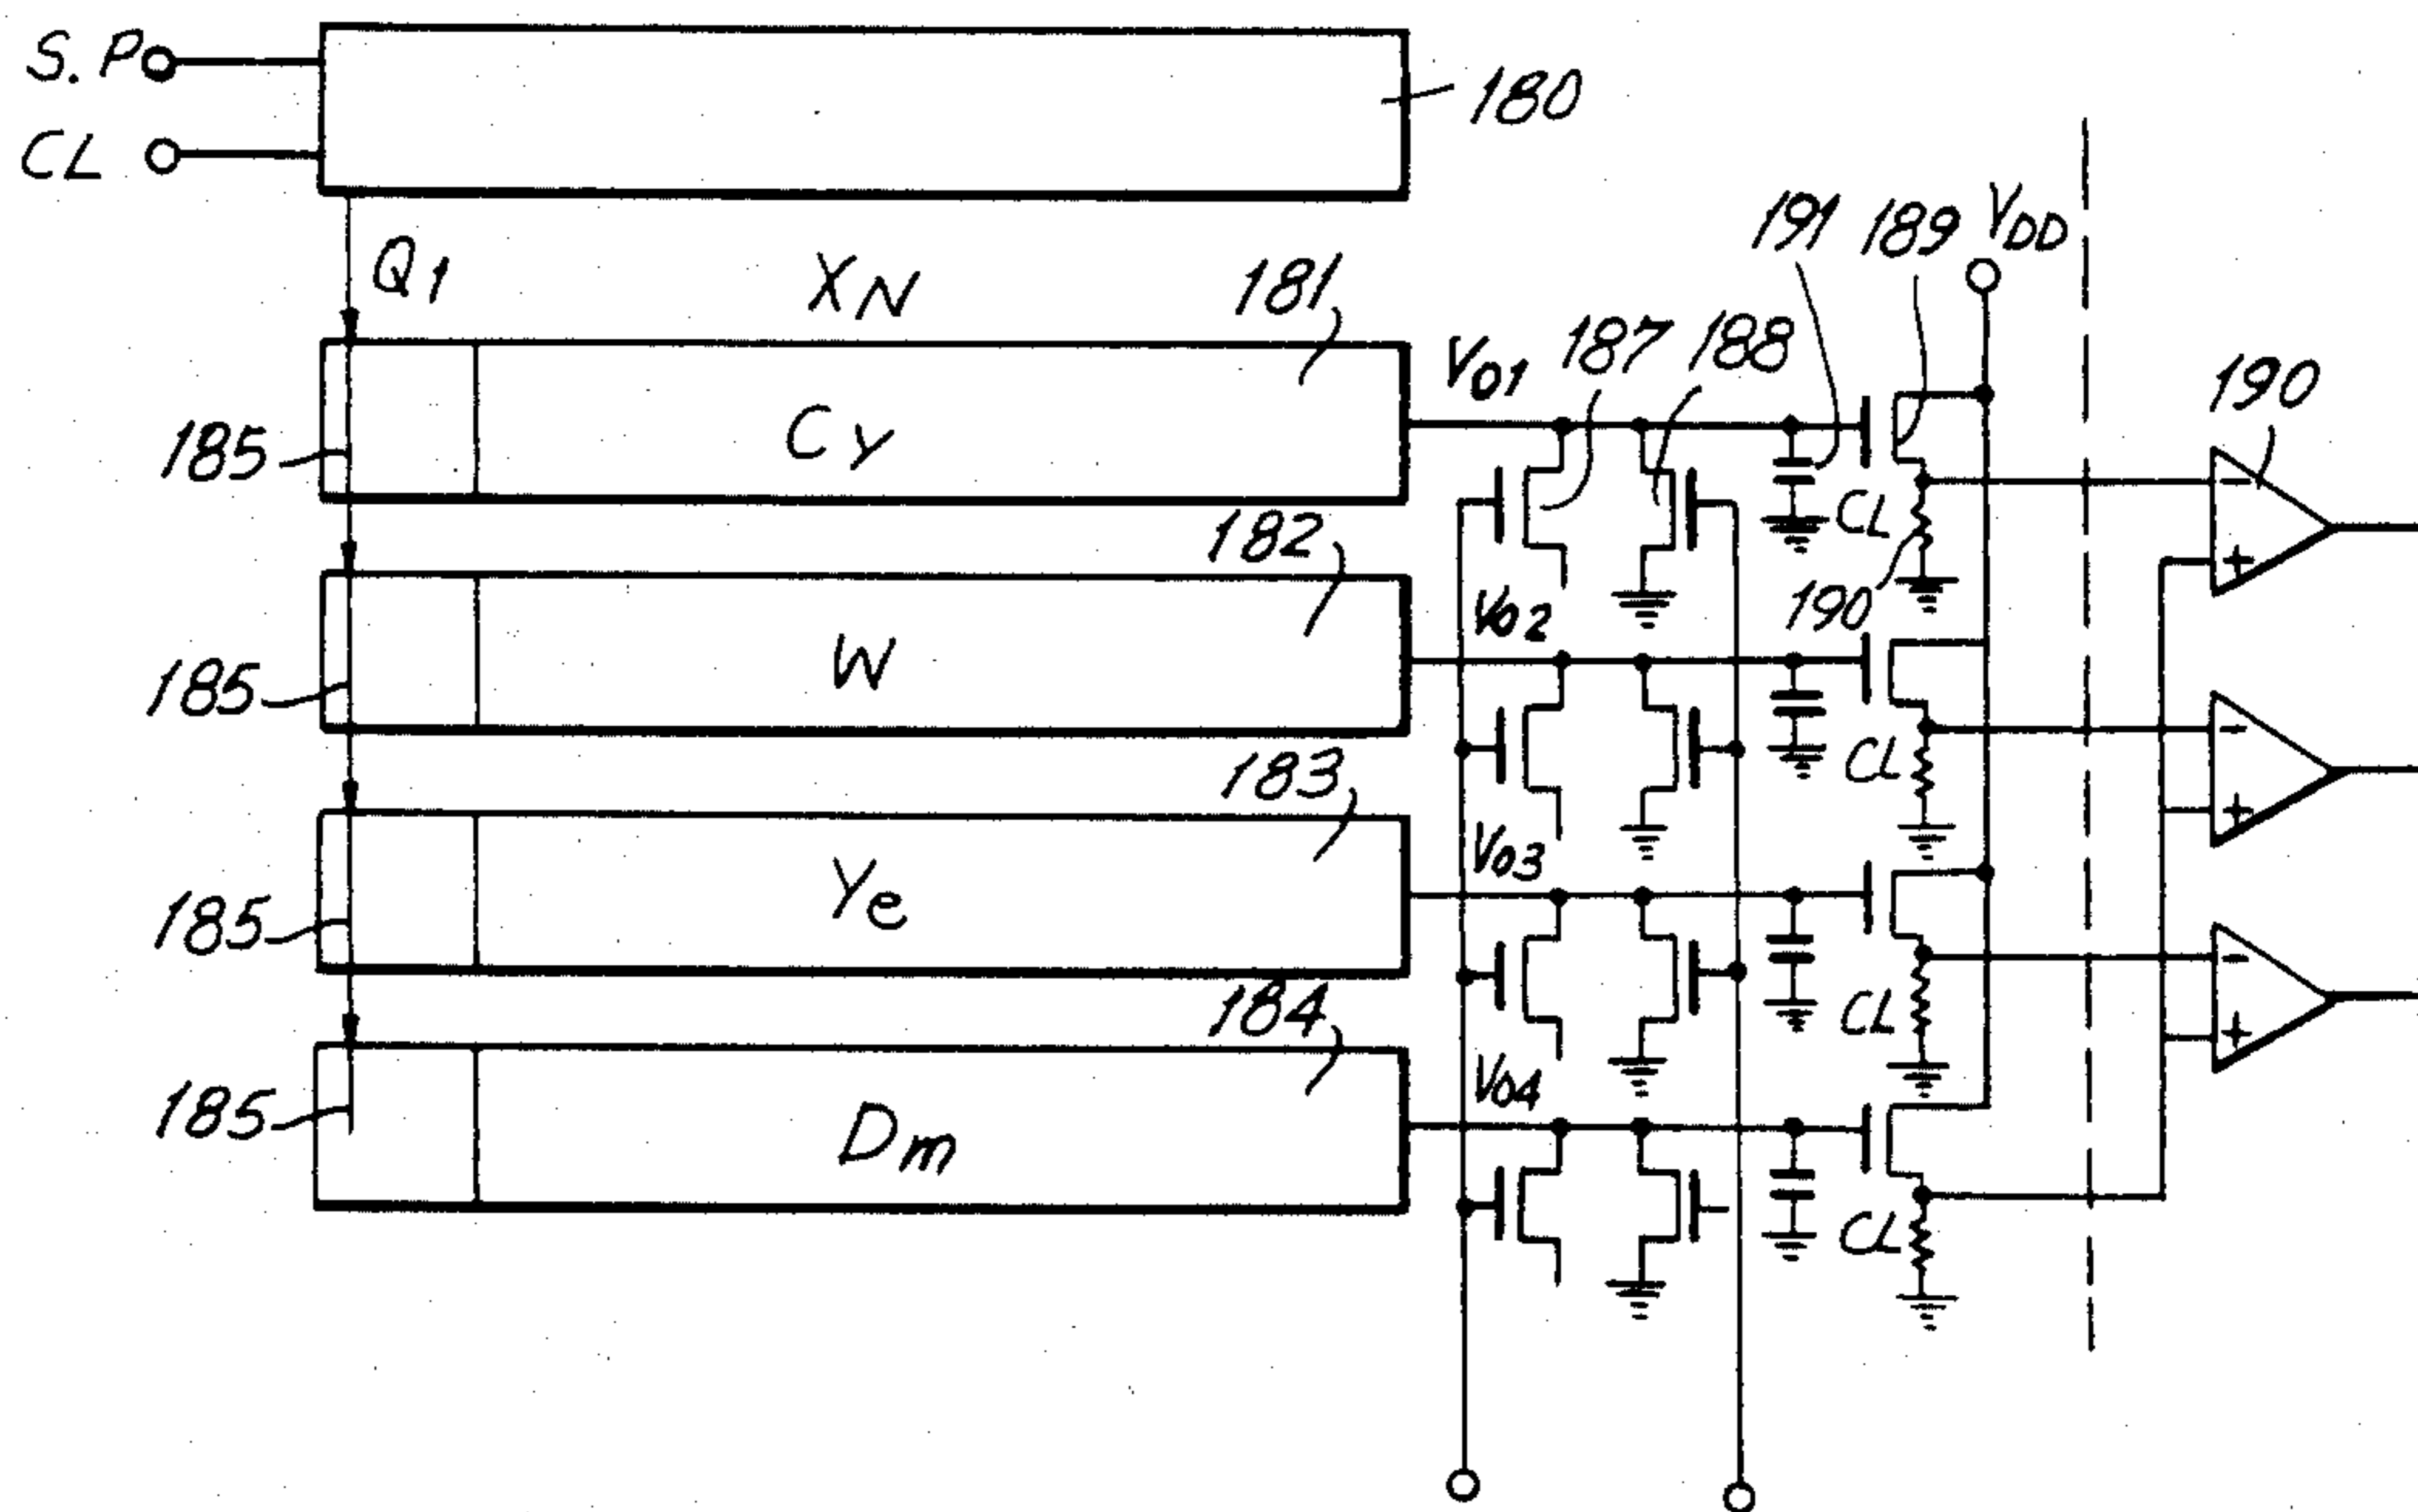 S.P
180
CL
191 189 VDD
Q1 XN 181
V01 187 188 190
185 Cy
- CL
182
+
190
V02
185 W
- CL
183
+
V03
185 Ye
- CL
184
+
V04
185 Dm
CL